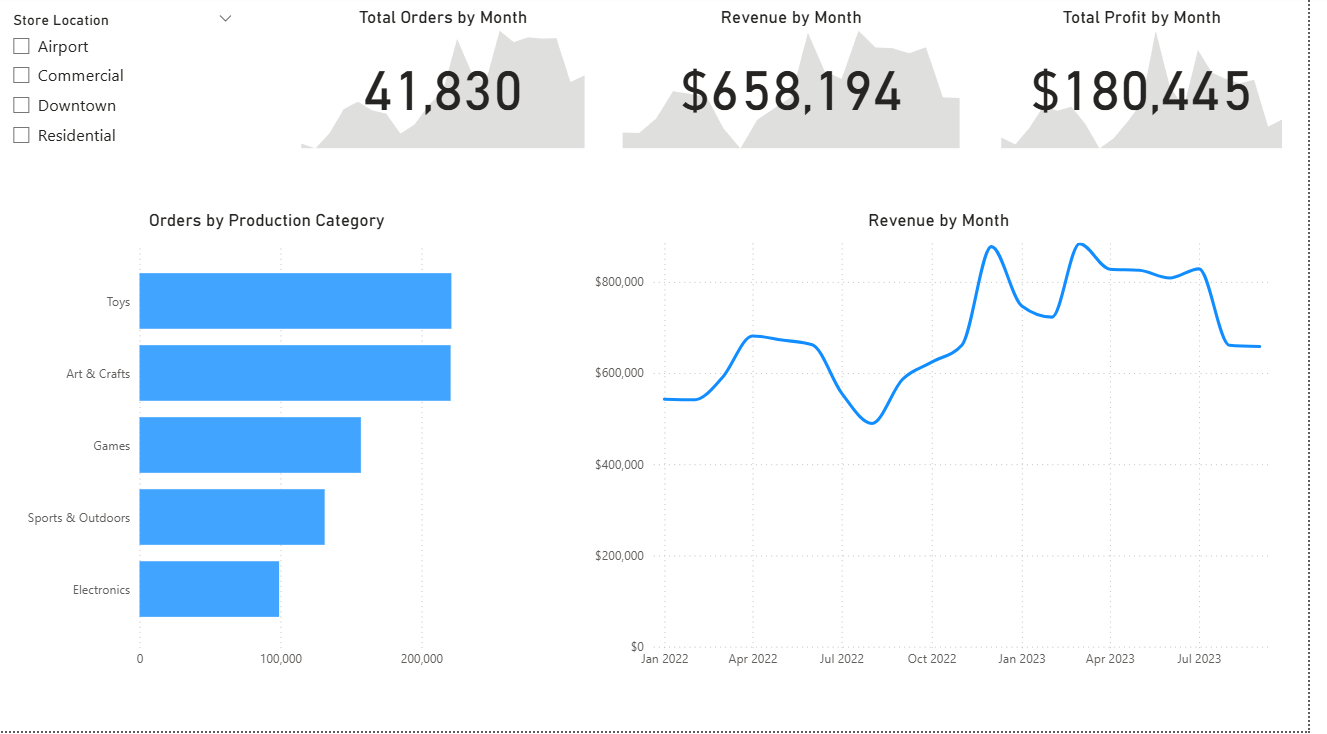 Store Location
Airport
Commercial
Downtown
Residential
Total Orders by Month
41,830
Revenue by Month
$658,194
Total Profit by Month
$180,445
Orders by Production Category
Toys
Art & Crafts
Games
Sports & Outdoors
Electronics
0
100,000
200,000
Revenue by Month
$800,000
$600,000
$400,000
$200,000
$0
Jan 2022
Apr 2022
Jul 2022
Oct 2022
Jan 2023
Apr 2023
Jul 2023